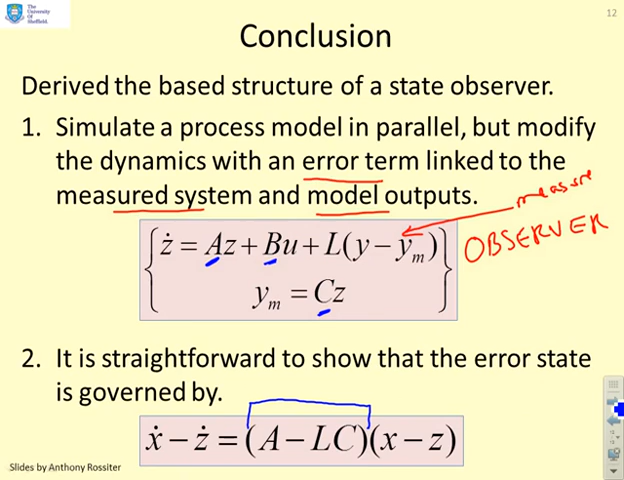 The
University
Of
Sheffield.
12
Conclusion
Derived the based structure of a state observer.
1. Simulate a process model in parallel, but modify
the dynamics with an error term linked to the
measured system and model outputs.
measure
ż = Az + Bu + L(y − yₘ)
OBSERVER
yₘ = Cz
2. It is straightforward to show that the error state
is governed by.
ẋ − ż = (A − LC)(x − z)
Slides by Anthony Rossiter